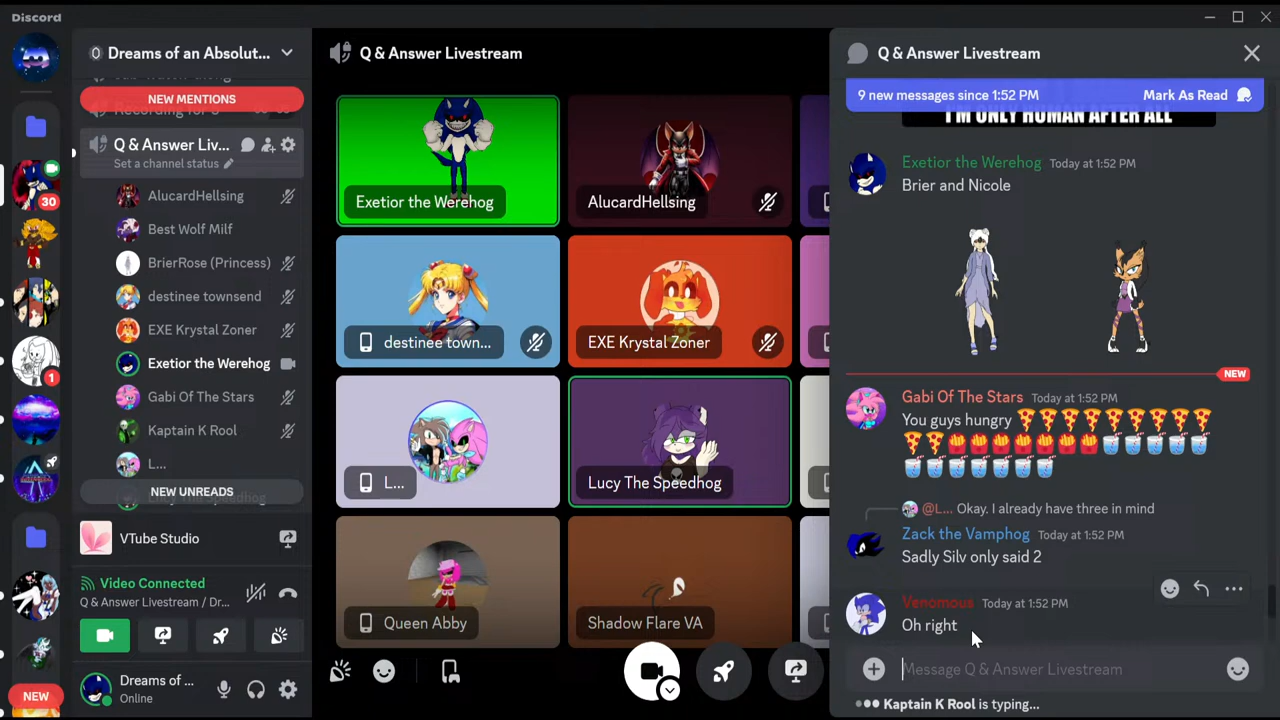 Discord
Dreams of an Absolut...
NEW MENTIONS
Q & Answer Liv...
Set a channel status
AlucardHellsing
Best Wolf Milf
BrierRose (Princess)
destinee townsend
EXE Krystal Zoner
Exetior the Werehog
Gabi Of The Stars
Kaptain K Rool
L...
NEW UNREADS
VTube Studio
Video Connected
Q & Answer Livestream / Dr...
Dreams of ...
Online
30
1
NEW
Q & Answer Livestream
Exetior the Werehog
AlucardHellsing
destinee town...
EXE Krystal Zoner
L...
Lucy The Speedhog
Queen Abby
Shadow Flare VA
Q & Answer Livestream
9 new messages since 1:52 PM
Mark As Read
I'M ONLY HUMAN AFTER ALL
Exetior the Werehog Today at 1:52 PM
Brier and Nicole
NEW
Gabi Of The Stars Today at 1:52 PM
You guys hungry 🍕🍕🍕🍕🍕🍕🍕🍕🍕
🍕🍕🍟🍟🍟🍟🍟🍟🍟🥤🥤🥤🥤🥤
🥤🥤🥤🥤🥤🥤🥤
@L... Okay. I already have three in mind
Zack the Vamphog Today at 1:52 PM
Sadly Silv only said 2
Venomous Today at 1:52 PM
Oh right
Message Q & Answer Livestream
Kaptain K Rool is typing...